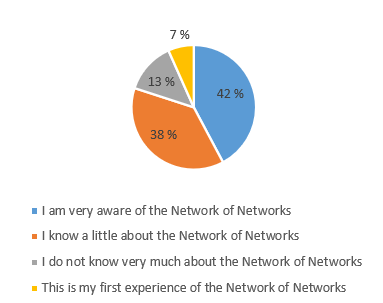 7 %
13 %
42 %
38 %
I am very aware of the Network of Networks
I know a little about the Network of Networks
I do not know very much about the Network of Networks
This is my first experience of the Network of Networks